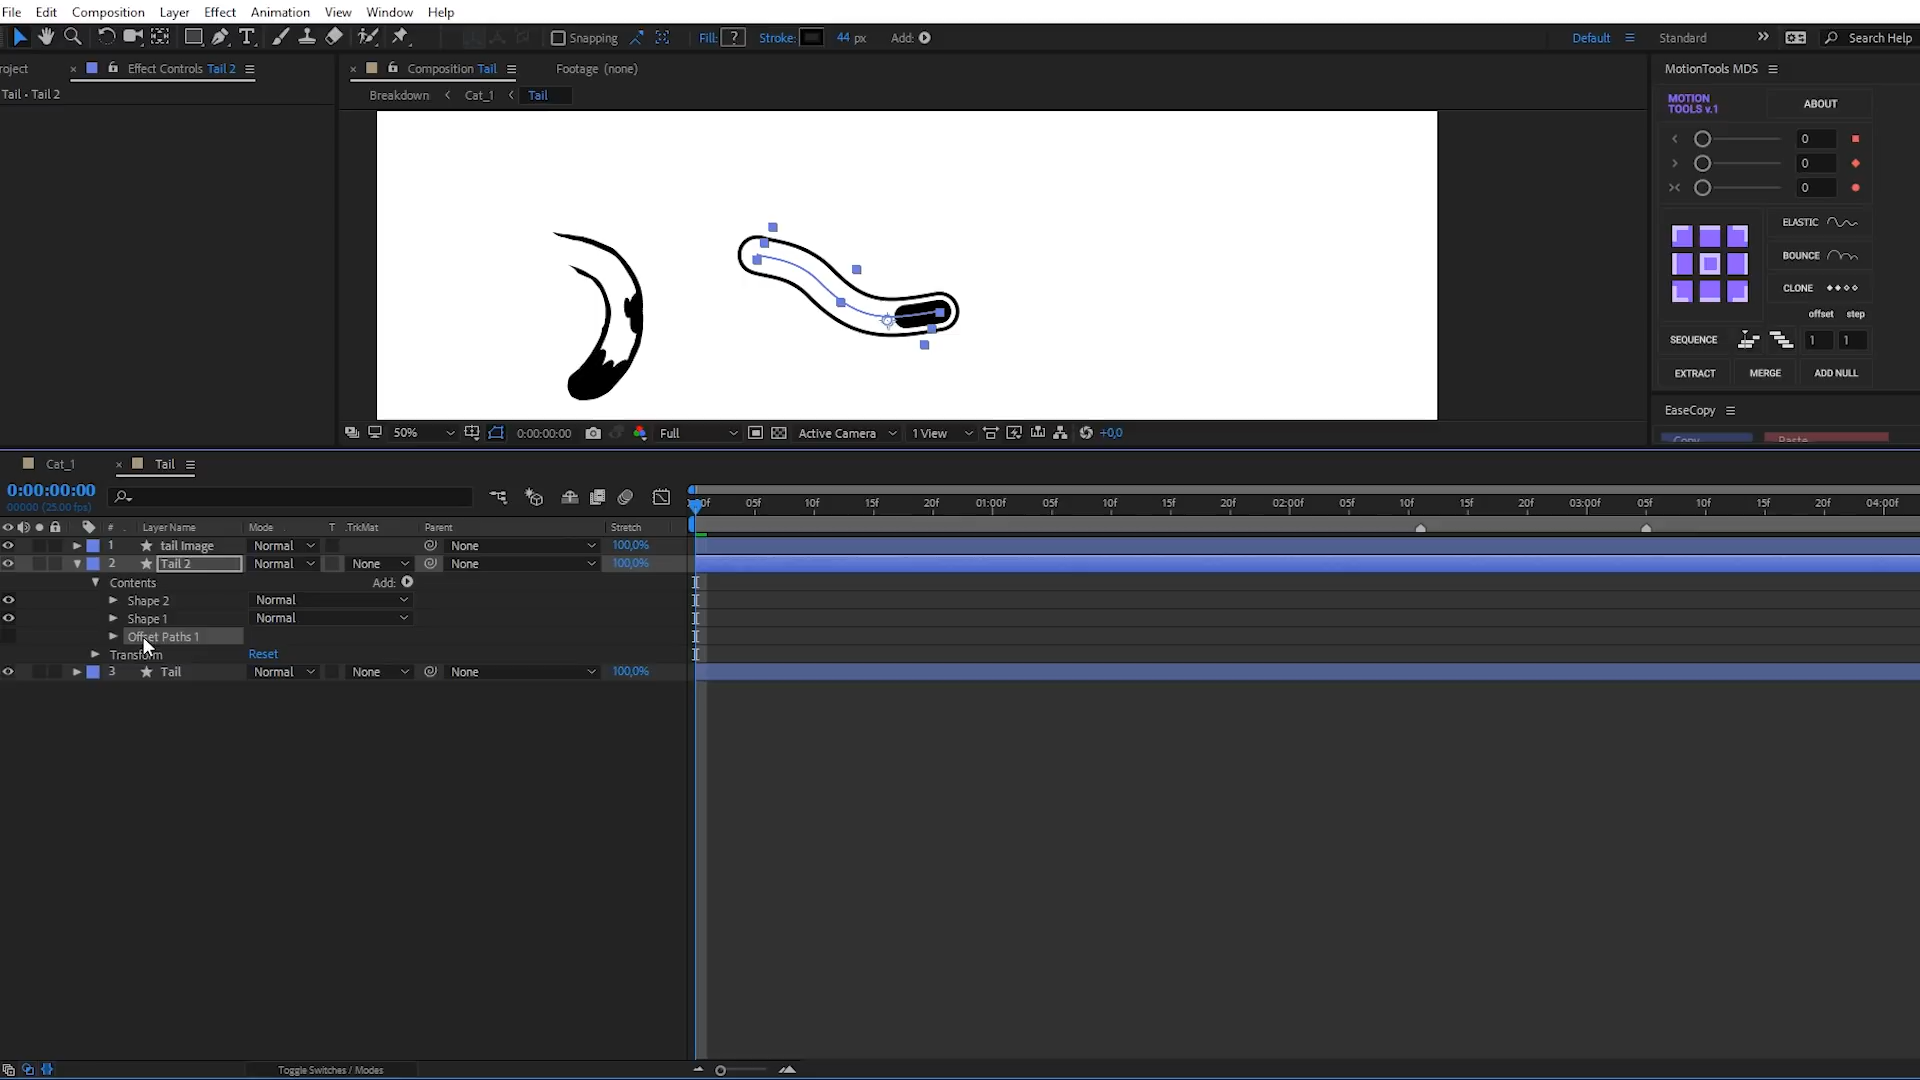 File Edit Composition Layer Effect Animation View Window Help
Snapping Fill: ? Stroke: 44 px Add: Default Standard Search Help
roject Effect Controls Tail 2 Composition Tail Footage (none) MotionTools MDS
Tail • Tail 2 Breakdown Cat_1 Tail
MOTION TOOLS v.1 ABOUT
0
0
0
ELASTIC
BOUNCE
CLONE
offset step
SEQUENCE 1 1
EXTRACT MERGE ADD NULL
EaseCopy
50% 0:00:00:00 Full Active Camera 1 View +0,0
Copy Paste
Cat_1 Tail
0:00:00:00
00000 (25.00 fps)
:00f 05f 10f 15f 20f 01:00f 05f 10f 15f 20f 02:00f 05f 10f 15f 20f 03:00f 05f 10f 15f 20f 04:00f
# Layer Name Mode T .TrkMat Parent Stretch
1 tail Image Normal None 100,0%
2 Tail 2 Normal None None 100,0%
Contents Add:
Shape 2 Normal
Shape 1 Normal
Offset Paths 1
Transform Reset
3 Tail Normal None None 100,0%
Toggle Switches / Modes